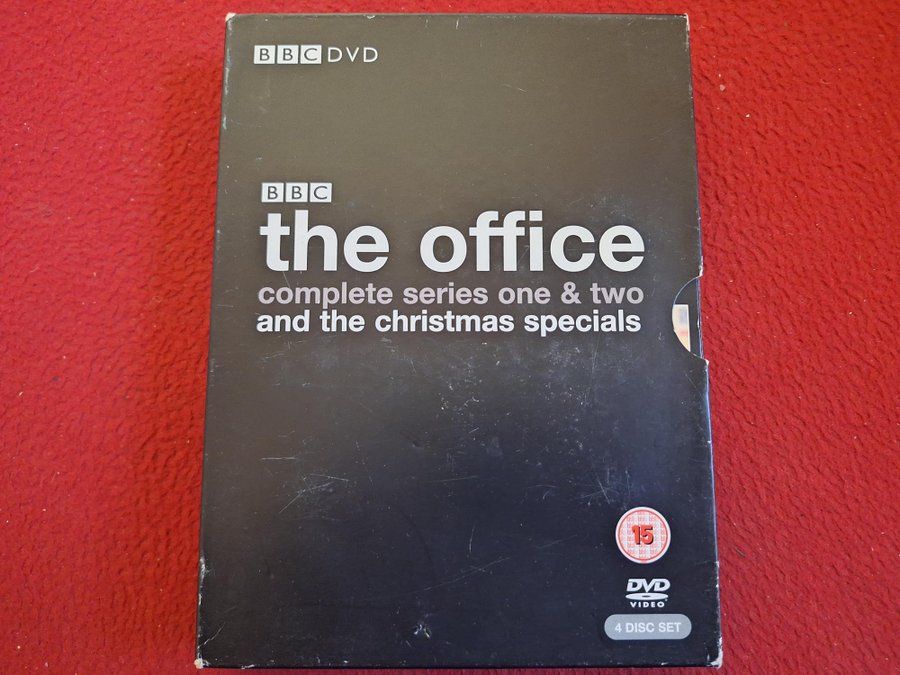 BBC DVD
BBC
the office
complete series one & two
and the christmas specials
15
DVD
VIDEO
4 DISC SET